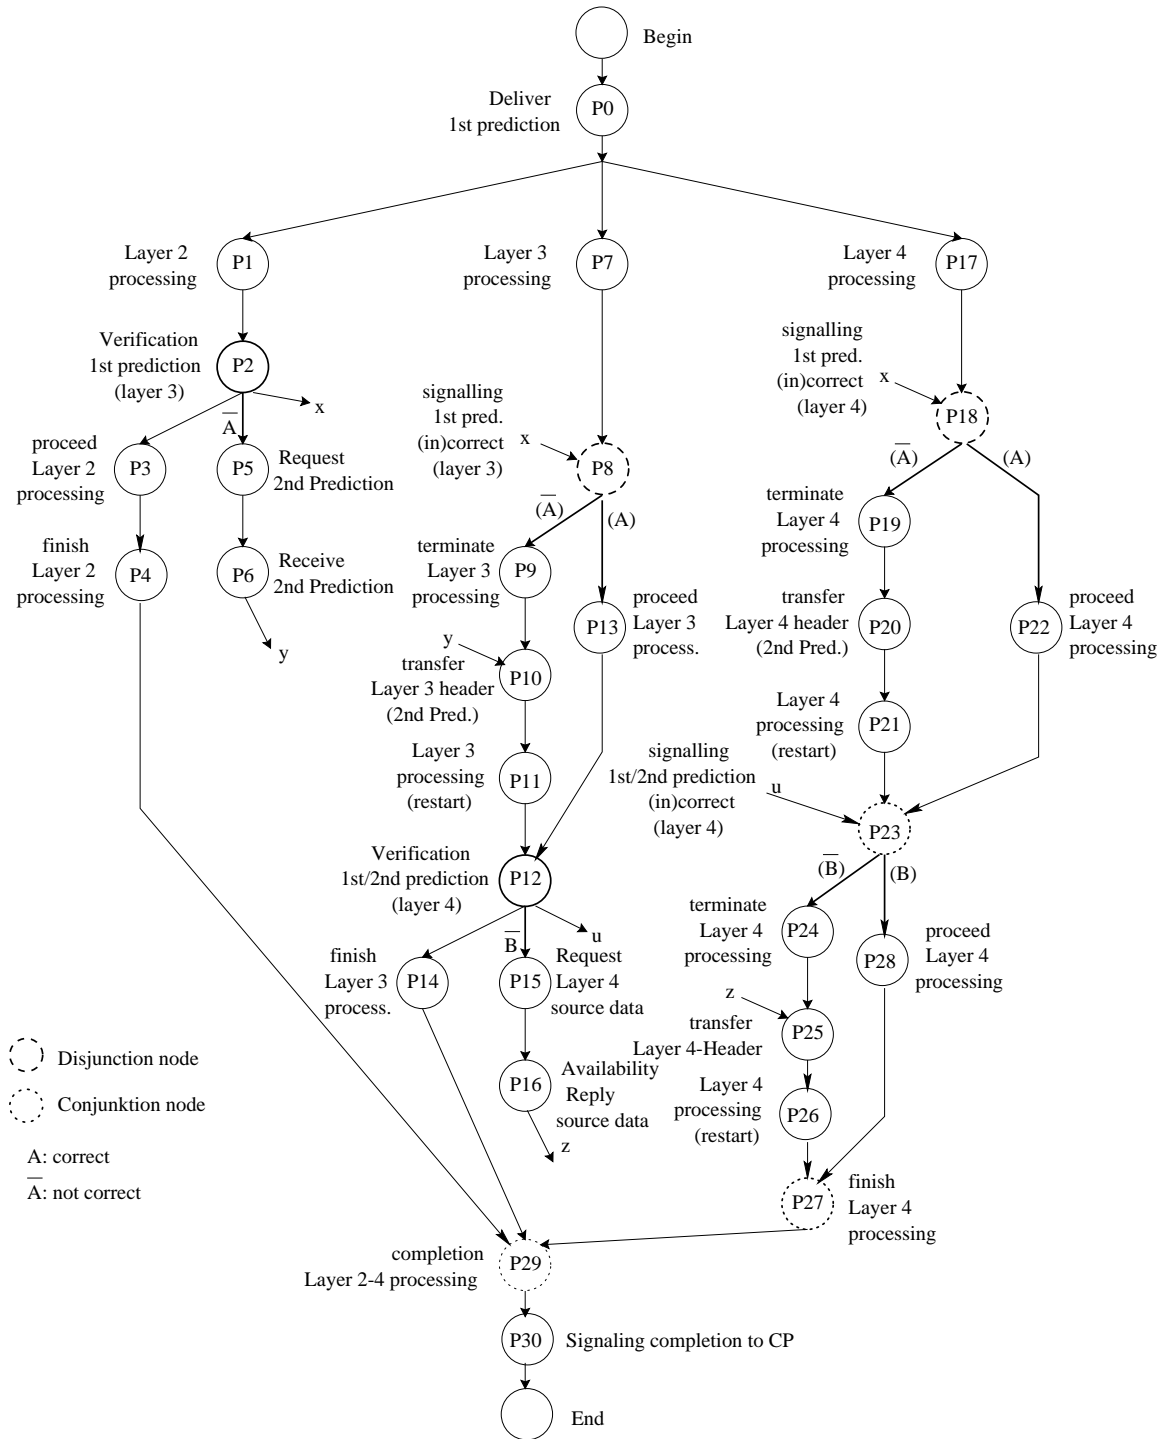 Begin
Deliver
1st prediction
P0
Layer 2
processing
P1
Layer 3
processing
P7
Layer 4
processing
P17
Verification
1st prediction
(layer 3)
P2
x
A
proceed
Layer 2
processing
P3
P5
Request
2nd Prediction
finish
Layer 2
processing
P4
P6
Receive
2nd Prediction
y
signalling
1st pred.
(in)correct
(layer 3)
x
P8
(A)
(A)
terminate
Layer 3
processing
P9
P13
proceed
Layer 3
process.
y
transfer
Layer 3 header
(2nd Pred.)
P10
Layer 3
processing
(restart)
P11
Verification
1st/2nd prediction
(layer 4)
P12
u
B
finish
Layer 3
process.
P14
P15
Request
Layer 4
source data
P16
Availability
Reply
source data
z
signalling
1st pred.
(in)correct
(layer 4)
x
P18
(A)
(A)
terminate
Layer 4
processing
P19
transfer
Layer 4 header
(2nd Pred.)
P20
P22
proceed
Layer 4
processing
Layer 4
processing
(restart)
P21
signalling
1st/2nd prediction
(in)correct
(layer 4)
u
P23
(B)
(B)
terminate
Layer 4
processing
P24
P28
proceed
Layer 4
processing
z
transfer
Layer 4-Header
P25
Layer 4
processing
(restart)
P26
P27
finish
Layer 4
processing
Disjunction node
Conjunktion node
A: correct
A: not correct
completion
Layer 2-4 processing
P29
P30
Signaling completion to CP
End